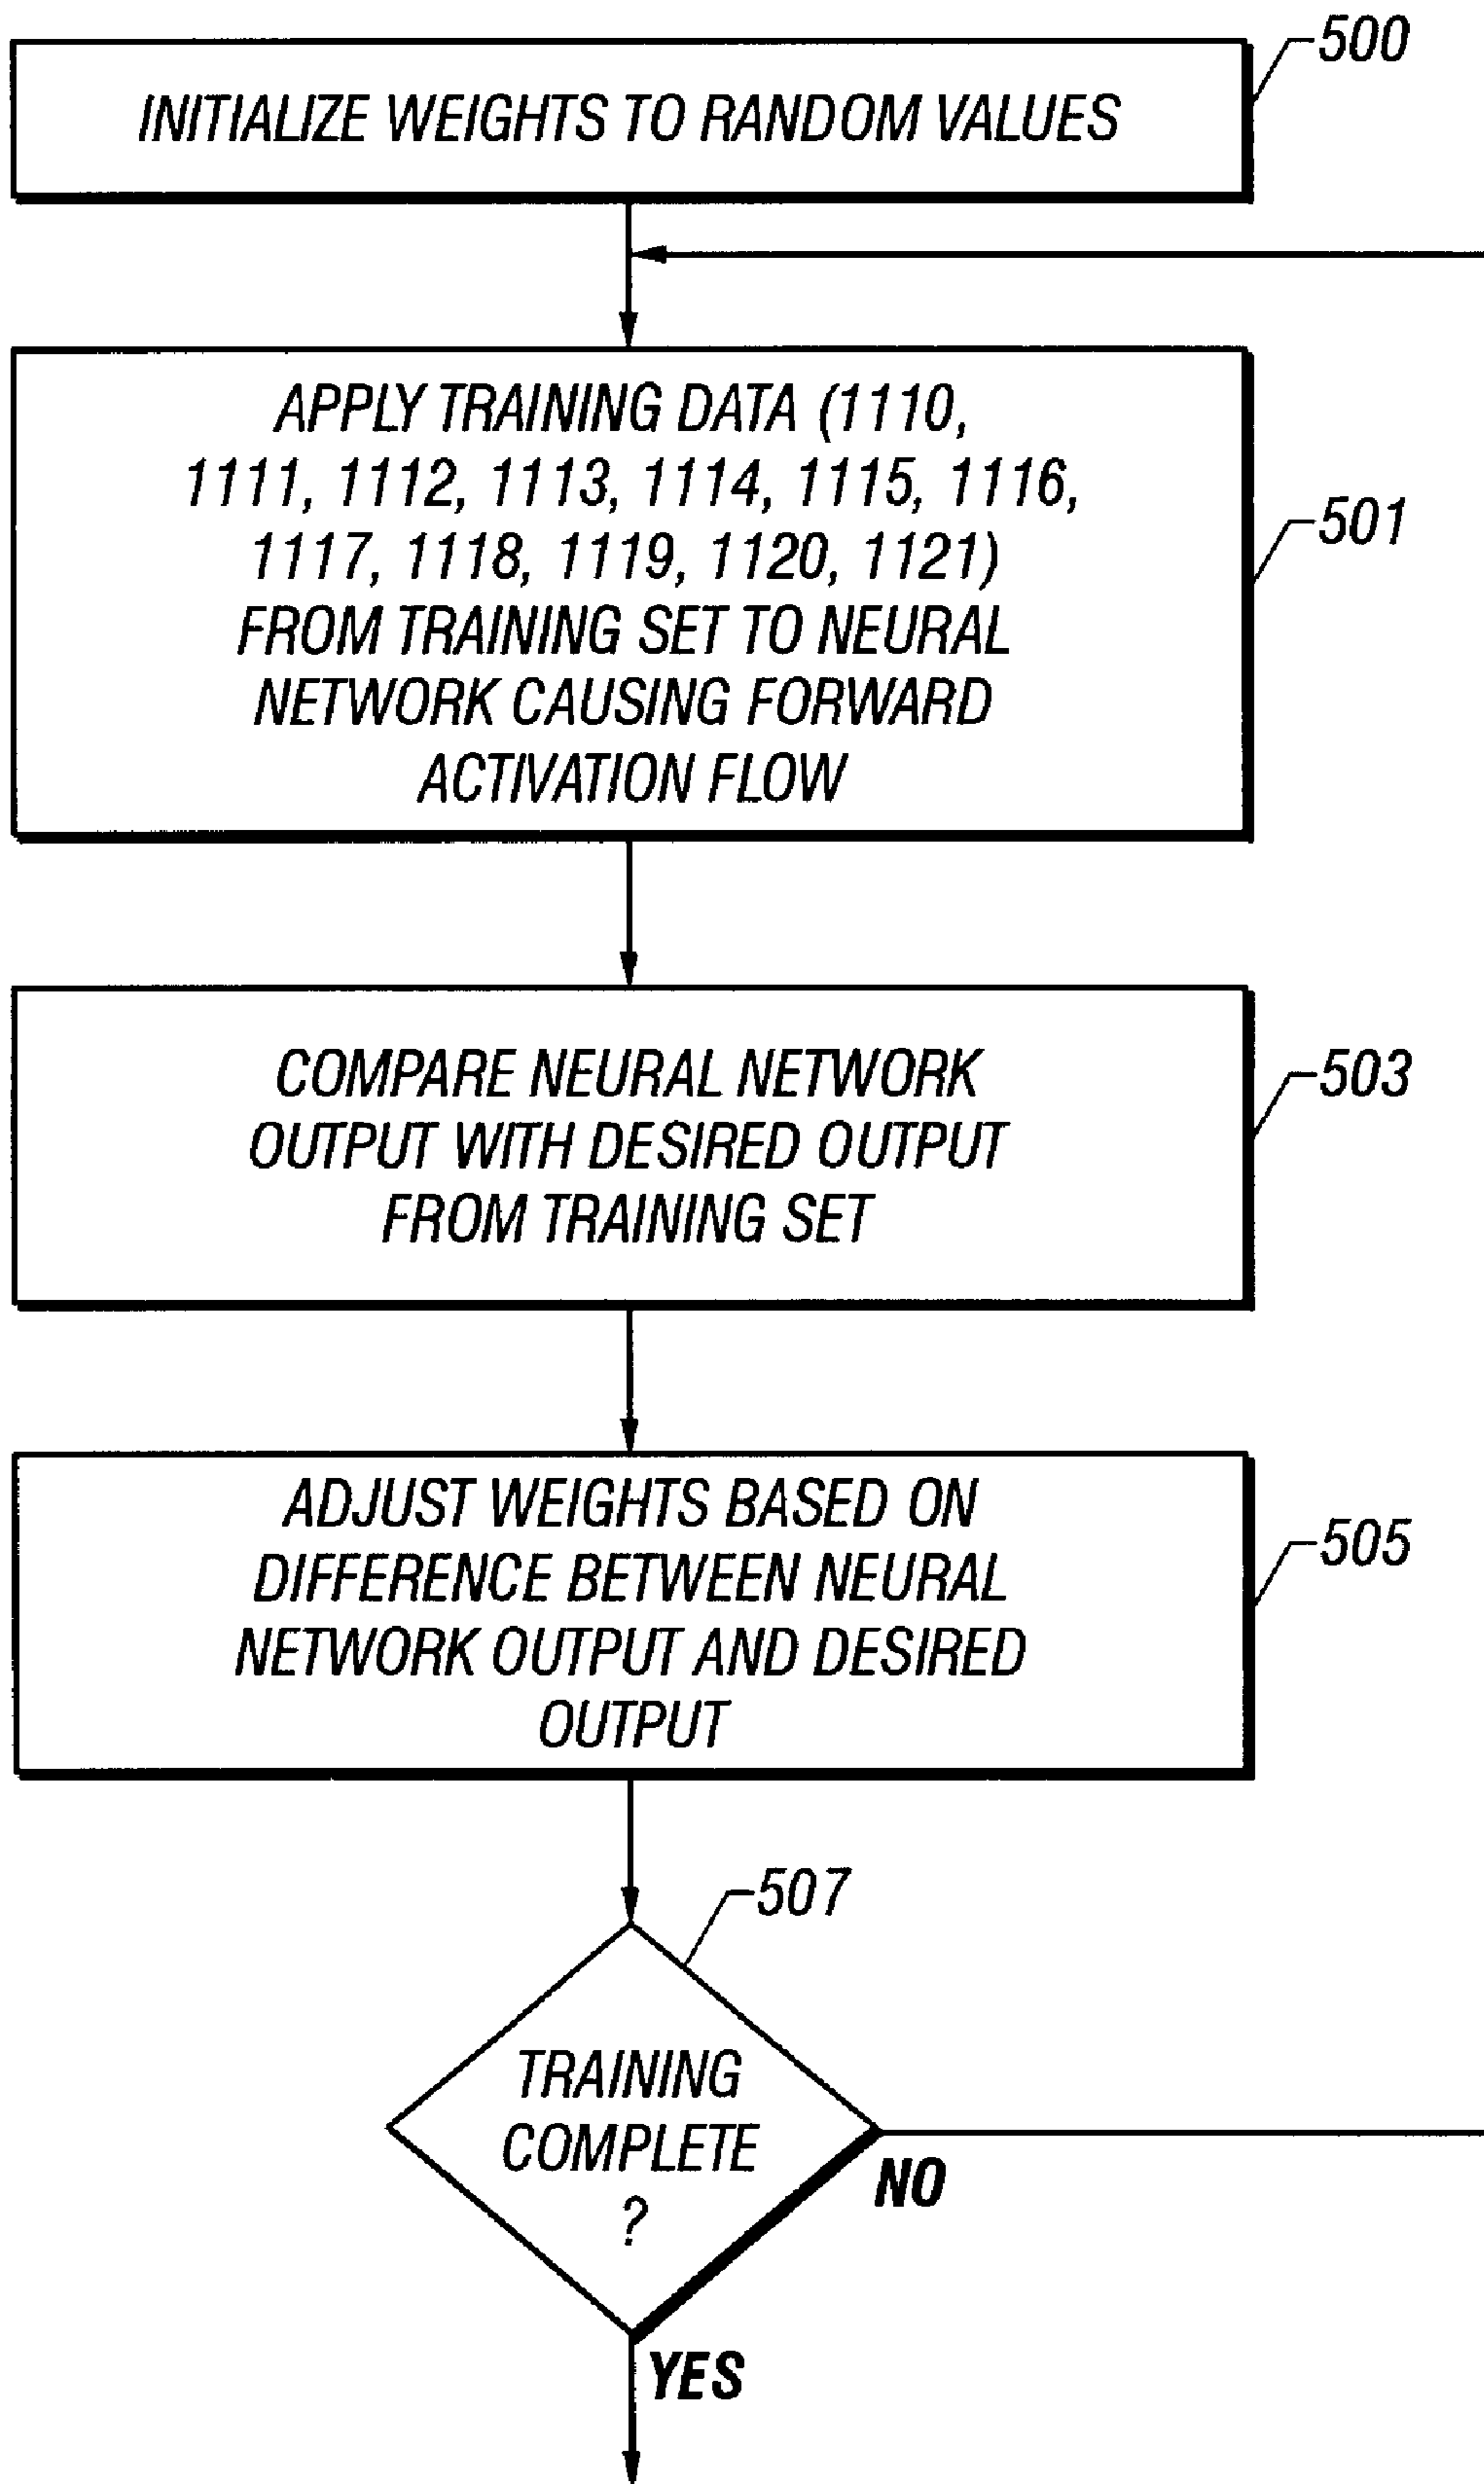 500
INITIALIZE WEIGHTS TO RANDOM VALUES
APPLY TRAINING DATA (1110,
1111, 1112, 1113, 1114, 1115, 1116,
1117, 1118, 1119, 1120, 1121)
FROM TRAINING SET TO NEURAL
NETWORK CAUSING FORWARD
ACTIVATION FLOW
501
COMPARE NEURAL NETWORK
OUTPUT WITH DESIRED OUTPUT
FROM TRAINING SET
503
ADJUST WEIGHTS BASED ON
DIFFERENCE BETWEEN NEURAL
NETWORK OUTPUT AND DESIRED
OUTPUT
505
507
TRAINING
COMPLETE
?
NO
YES